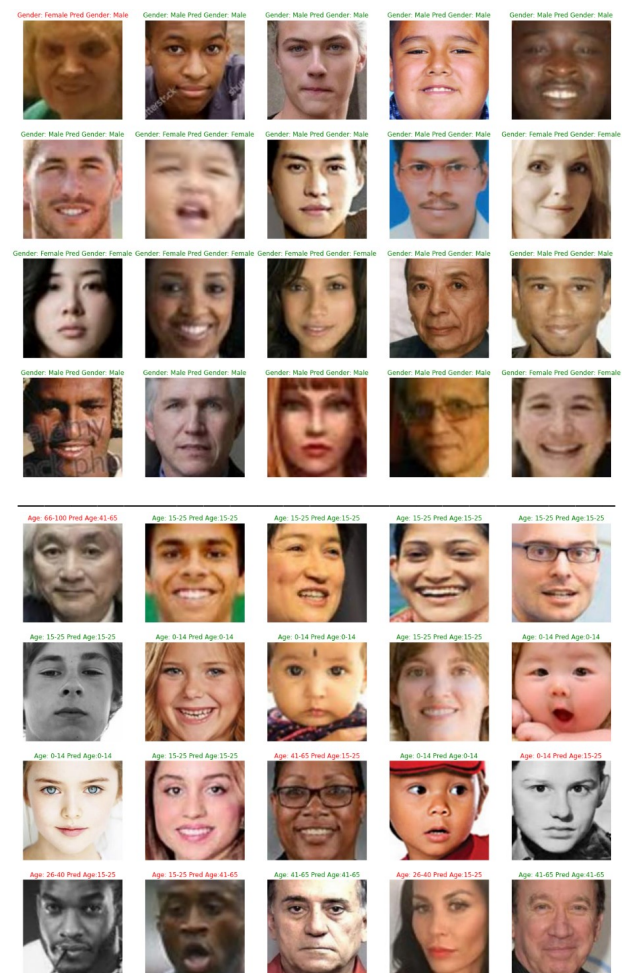 Gender: Female Pred Gender: Male
Gender: Male Pred Gender: Male
Gender: Male Pred Gender: Male
Gender: Male Pred Gender: Male
Gender: Male Pred Gender: Male
Gender: Male Pred Gender: Male
Gender: Female Pred Gender: Female
Gender: Male Pred Gender: Male
Gender: Male Pred Gender: Male
Gender: Female Pred Gender: Female
Gender: Female Pred Gender: Female
Gender: Female Pred Gender: Female
Gender: Female Pred Gender: Female
Gender: Male Pred Gender: Male
Gender: Male Pred Gender: Male
Gender: Male Pred Gender: Male
Gender: Male Pred Gender: Male
Gender: Male Pred Gender: Male
Gender: Male Pred Gender: Male
Gender: Female Pred Gender: Female
alamy
Age: 66-100 Pred Age:41-65
Age: 15-25 Pred Age:15-25
Age: 15-25 Pred Age:15-25
Age: 15-25 Pred Age:15-25
Age: 15-25 Pred Age:15-25
Age: 15-25 Pred Age:15-25
Age: 0-14 Pred Age:0-14
Age: 0-14 Pred Age:0-14
Age: 15-25 Pred Age:15-25
Age: 0-14 Pred Age:0-14
Age: 0-14 Pred Age:0-14
Age: 15-25 Pred Age:15-25
Age: 41-65 Pred Age:15-25
Age: 0-14 Pred Age:0-14
Age: 0-14 Pred Age:15-25
Age: 26-40 Pred Age:15-25
Age: 15-25 Pred Age:41-65
Age: 41-65 Pred Age:41-65
Age: 26-40 Pred Age:15-25
Age: 41-65 Pred Age:41-65